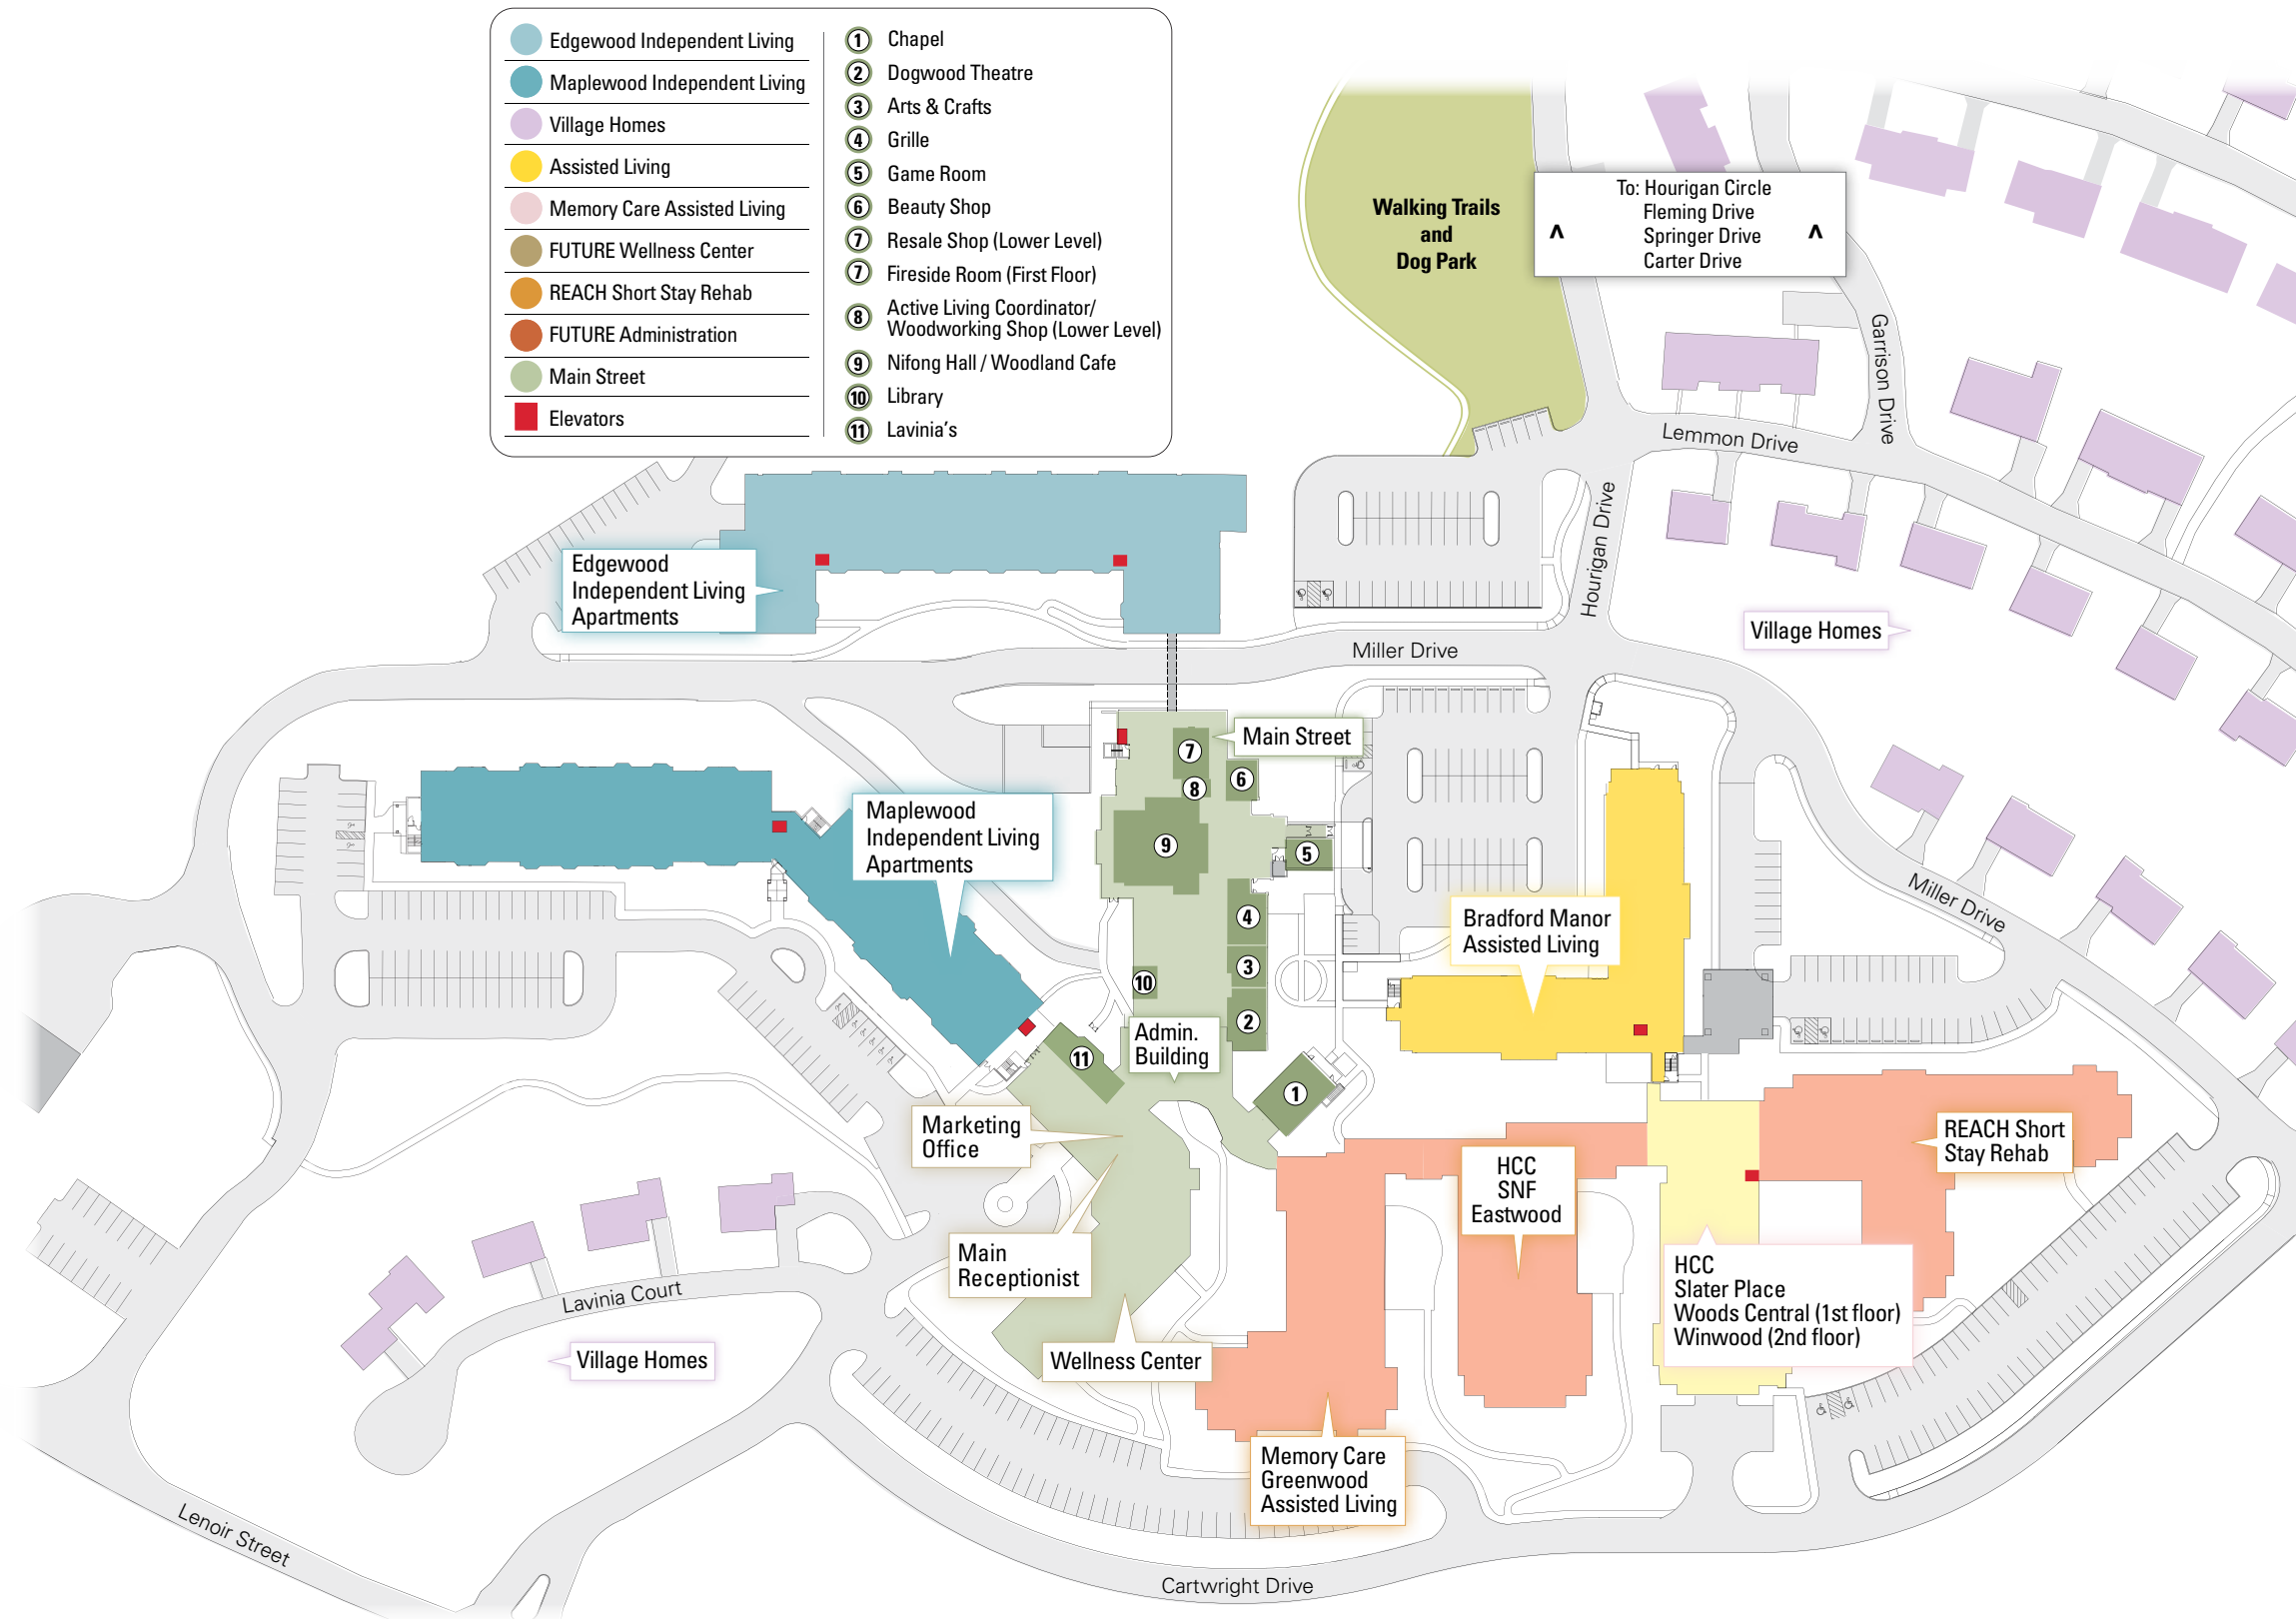 Edgewood Independent Living
Maplewood Independent Living
Village Homes
Assisted Living
Memory Care Assisted Living
FUTURE Wellness Center
REACH Short Stay Rehab
FUTURE Administration
Main Street
Elevators
1 Chapel
2 Dogwood Theatre
3 Arts & Crafts
4 Grille
5 Game Room
6 Beauty Shop
7 Resale Shop (Lower Level)
7 Fireside Room (First Floor)
8 Active Living Coordinator/
Woodworking Shop (Lower Level)
9 Nifong Hall / Woodland Cafe
10 Library
11 Lavinia's
Walking Trails
and
Dog Park
To: Hourigan Circle
Fleming Drive
Springer Drive
Carter Drive
Garrison Drive
Lemmon Drive
Hourigan Drive
Edgewood
Independent Living
Apartments
Village Homes
Miller Drive
Main Street
7
6
8
9
5
4
3
10
2
11
1
Maplewood
Independent Living
Apartments
Bradford Manor
Assisted Living
Miller Drive
Admin.
Building
Marketing
Office
REACH Short
Stay Rehab
HCC
SNF
Eastwood
Main
Receptionist
HCC
Slater Place
Woods Central (1st floor)
Winwood (2nd floor)
Lavinia Court
Village Homes
Wellness Center
Memory Care
Greenwood
Assisted Living
Lenoir Street
Cartwright Drive